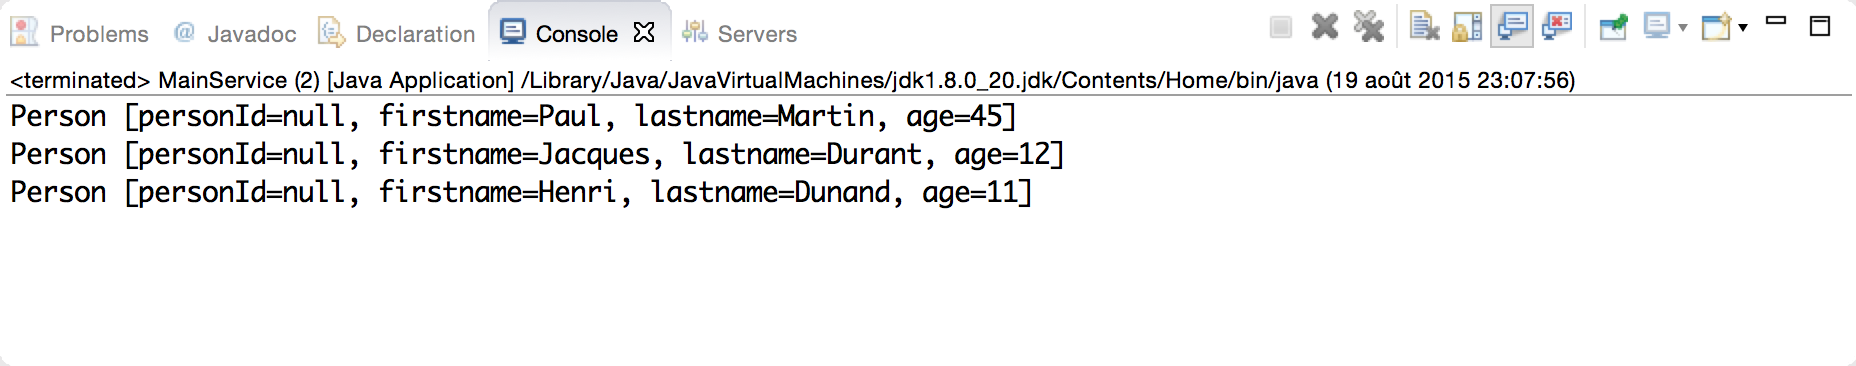 Problems @ Javadoc Declaration Console Servers
<terminated> MainService (2) [Java Application] /Library/Java/JavaVirtualMachines/jdk1.8.0_20.jdk/Contents/Home/bin/java (19 août 2015 23:07:56)
Person [personId=null, firstname=Paul, lastname=Martin, age=45]
Person [personId=null, firstname=Jacques, lastname=Durant, age=12]
Person [personId=null, firstname=Henri, lastname=Dunand, age=11]